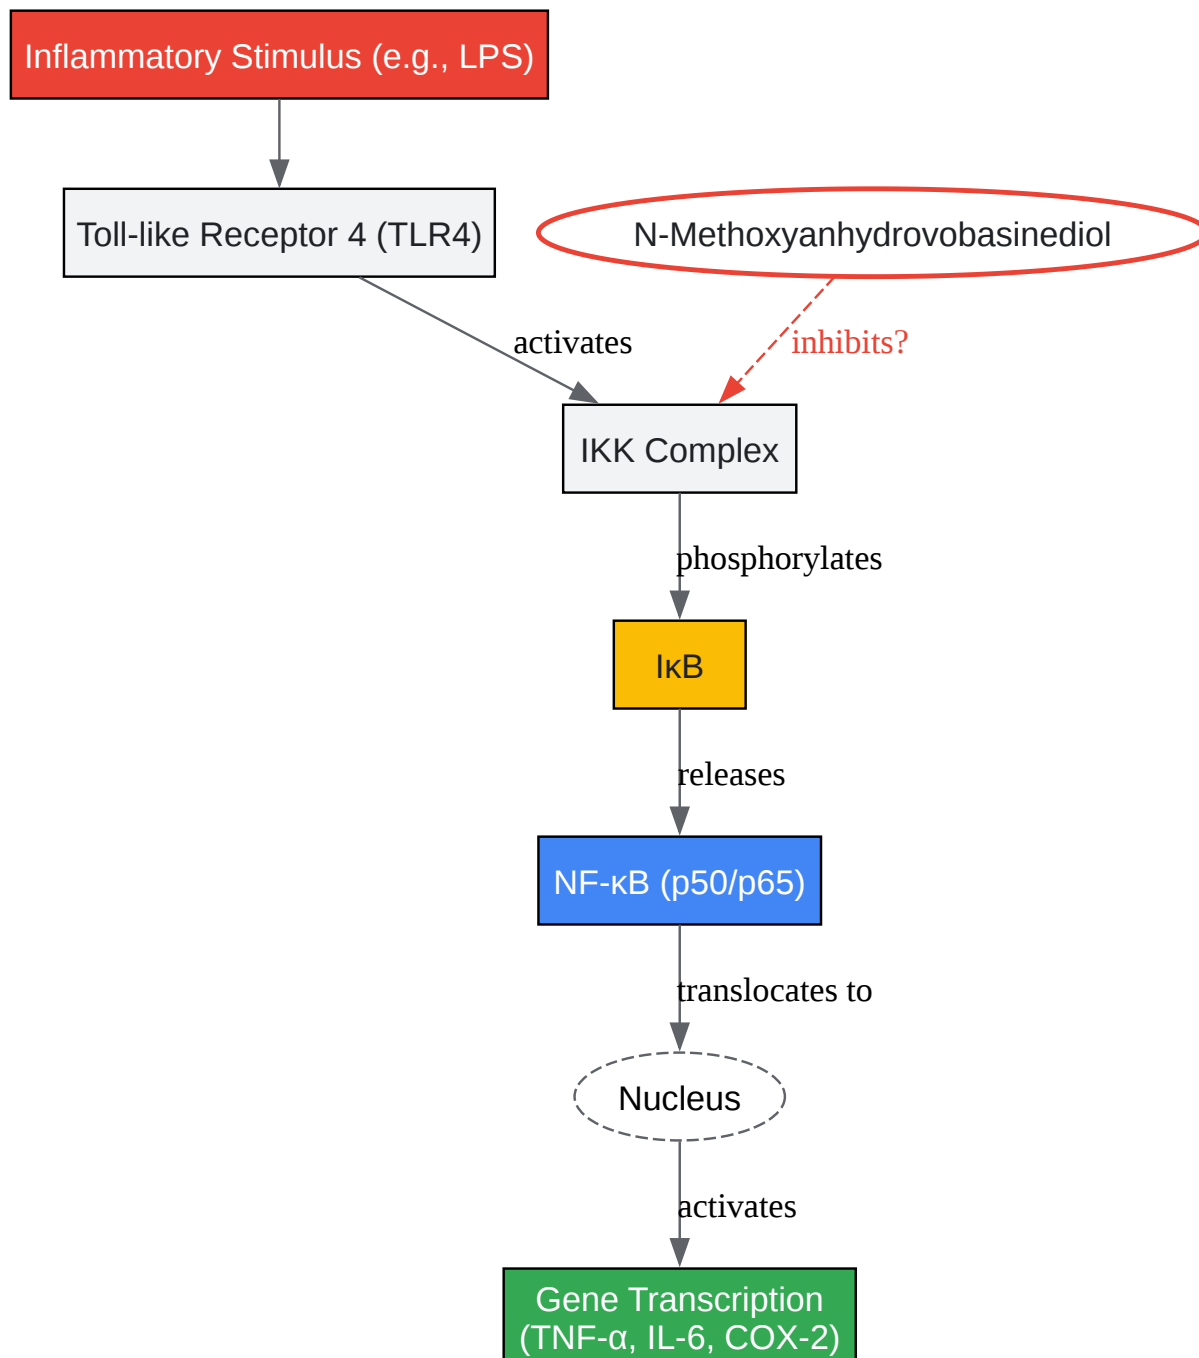 Inflammatory Stimulus (e.g., LPS)
Toll-like Receptor 4 (TLR4)
N-Methoxyanhydrovobasinediol
activates
inhibits?
IKK Complex
phosphorylates
IκB
releases
NF-κB (p50/p65)
translocates to
Nucleus
activates
Gene Transcription
(TNF-α, IL-6, COX-2)